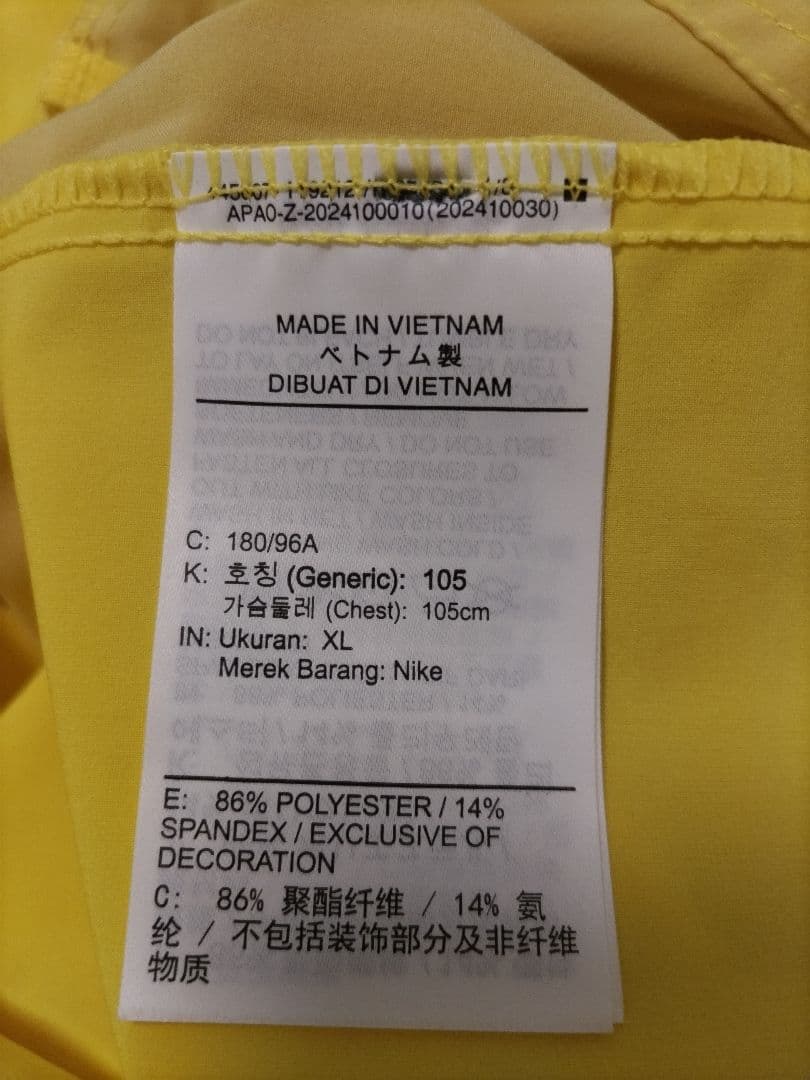 APA0-Z-2024100010(202410030)
MADE IN VIETNAM
ベトナム製
DIBUAT DI VIETNAM
C: 180/96A
K: 호칭 (Generic): 105
가슴둘레 (Chest): 105cm
IN: Ukuran: XL
Merek Barang: Nike
E: 86% POLYESTER / 14%
SPANDEX / EXCLUSIVE OF
DECORATION
C: 86% 聚酯纤维 / 14% 氨
纶 / 不包括装饰部分及非纤维
物质